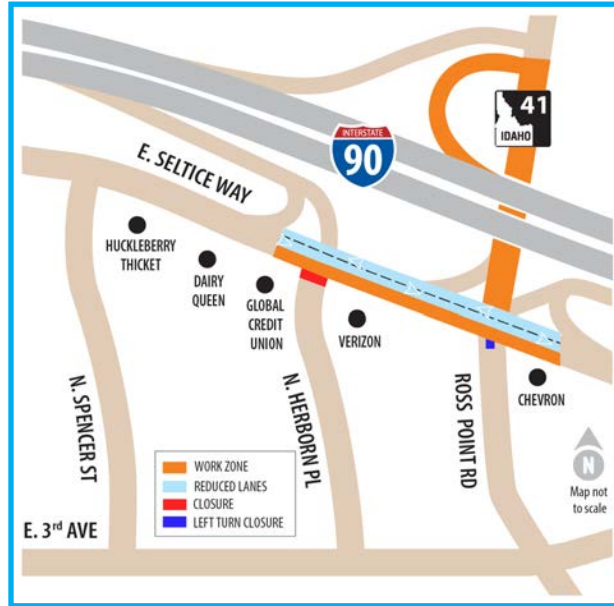 41
IDAHO
INTERSTATE
90
E. SELTICE WAY
HUCKLEBERRY
THICKET
DAIRY
QUEEN
GLOBAL
CREDIT
UNION
VERIZON
CHEVRON
N. SPENCER ST
N. HERBORN PL
ROSS POINT RD
WORK ZONE
REDUCED LANES
CLOSURE
LEFT TURN CLOSURE
N
Map not
to scale
E. 3rd AVE